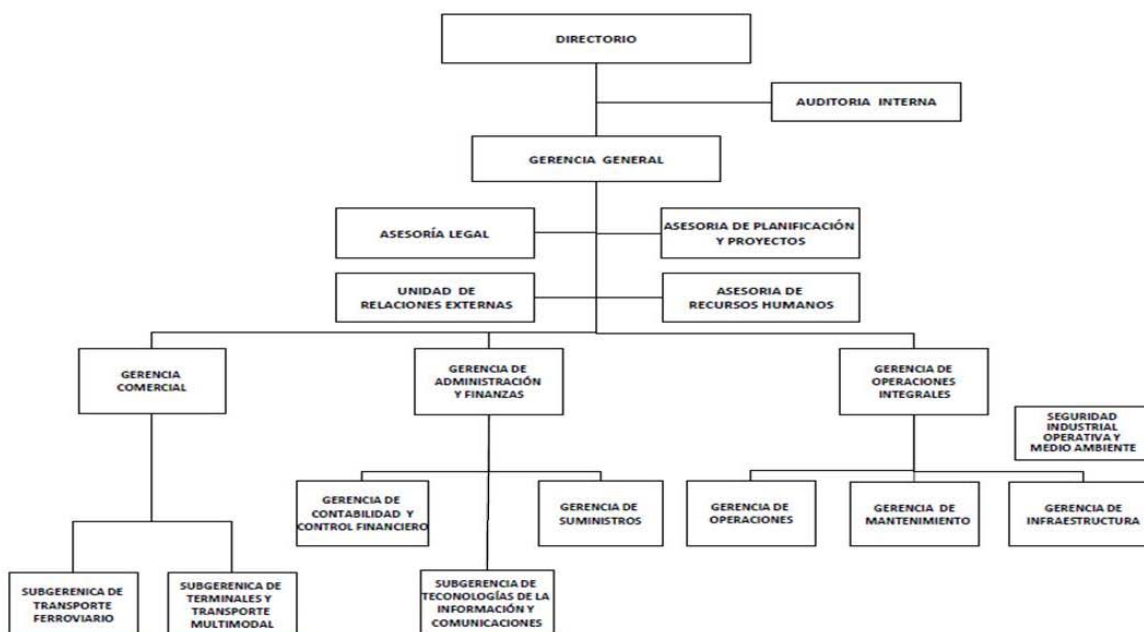 DIRECTORIO
AUDITORIA INTERNA
GERENCIA GENERAL
ASESORÍA LEGAL
ASESORIA DE PLANIFICACIÓN
Y PROYECTOS
UNIDAD DE
RELACIONES EXTERNAS
ASESORIA DE
RECURSOS HUMANOS
GERENCIA
COMERCIAL
GERENCIA DE
ADMINISTRACIÓN
Y FINANZAS
GERENCIA DE
OPERACIONES
INTEGRALES
SEGURIDAD
INDUSTRIAL
OPERATIVA Y
MEDIO AMBIENTE
GERENCIA DE
CONTABILIDAD Y
CONTROL FINANCIERO
GERENCIA DE
SUMINISTROS
GERENCIA DE
OPERACIONES
GERENCIA DE
MANTENIMIENTO
GERENCIA DE
INFRAESTRUCTURA
SUBGERENICA DE
TRANSPORTE
FERROVIARIO
SUBGERENICA DE
TERMINALES Y
TRANSPORTE
MULTIMODAL
SUBGERENCIA DE
TECONOLOGÍAS DE LA
INFORMACIÓN Y
COMUNICACIONES